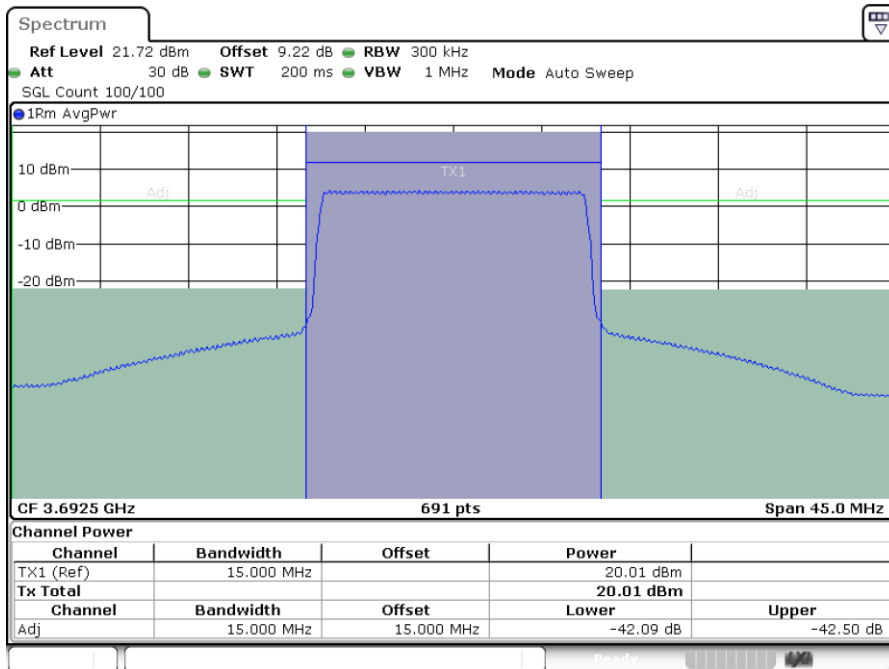 Spectrum
Ref Level 21.72 dBm Offset 9.22 dB RBW 300 kHz
Att 30 dB SWT 200 ms VBW 1 MHz Mode Auto Sweep
SGL Count 100/100
1Rm AvgPwr
10 dBm
TX1
Adj Adj
0 dBm
-10 dBm
-20 dBm
CF 3.6925 GHz 691 pts Span 45.0 MHz
Channel Power
Channel Bandwidth Offset Power
TX1 (Ref) 15.000 MHz 20.01 dBm
Tx Total 20.01 dBm
Channel Bandwidth Offset Lower Upper
Adj 15.000 MHz 15.000 MHz -42.09 dB -42.50 dB
Ready